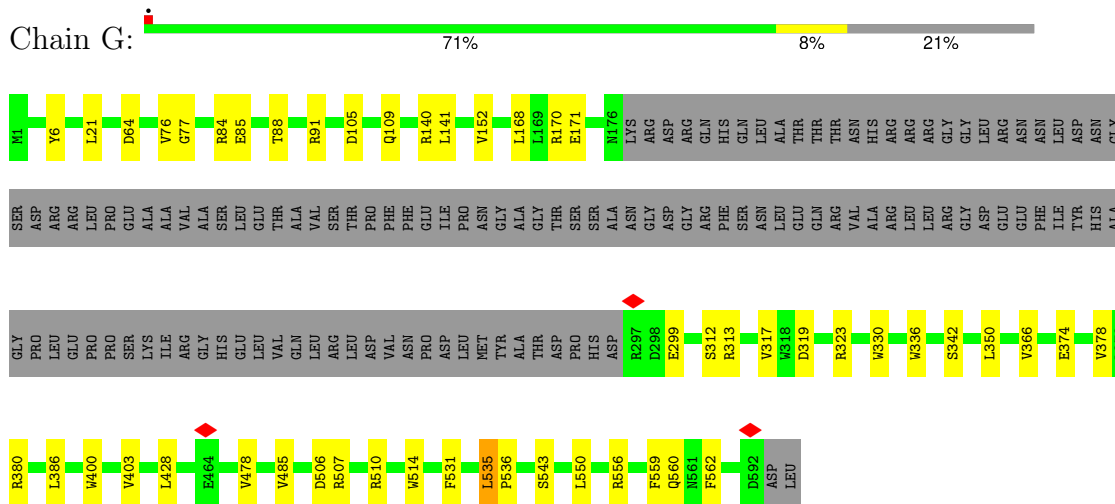 Chain G:
•
71% 8% 21%
M1 Y6 L21 D64 V76 G77 R84 E85 T88 R91 D105 Q109 R140 L141 V152 L168 L169 R170 E171 N176 LYS ARG ASP ARG GLN HIS GLN LEU ALA THR THR THR ASN HIS ARG ARG ARG GLY GLY LEU ARG ASN ASN LEU ASP ASN GLY
SER ASP ARG ARG LEU PRO GLU ALA ALA VAL ALA SER LEU GLU THR ALA VAL SER THR PRO PHE PHE GLU ILE PRO ASN GLY ALA GLY THR SER SER ALA ASN GLY ASP GLY ARG PHE SER ASN LEU GLU GLN ARG VAL ALA ARG LEU LEU ARG GLY ASP GLU GLU PHE ILE TYR HIS ALA
GLY PRO LEU GLU PRO PRO SER LYS ILE ARG GLY HIS GLU LEU VAL GLN LEU ARG LEU ASP VAL ASN PRO ASP LEU MET TYR ALA THR ASP PRO HIS ASP R297 D298 E299 S312 R313 V317 W318 D319 R323 W330 W336 S342 L350 V366 E374 V378
R380 L386 W400 V403 L428 E464 V478 V485 D506 R507 R510 W514 F531 L535 P536 S543 L550 R556 F559 Q560 N561 F562 D592 ASP LEU